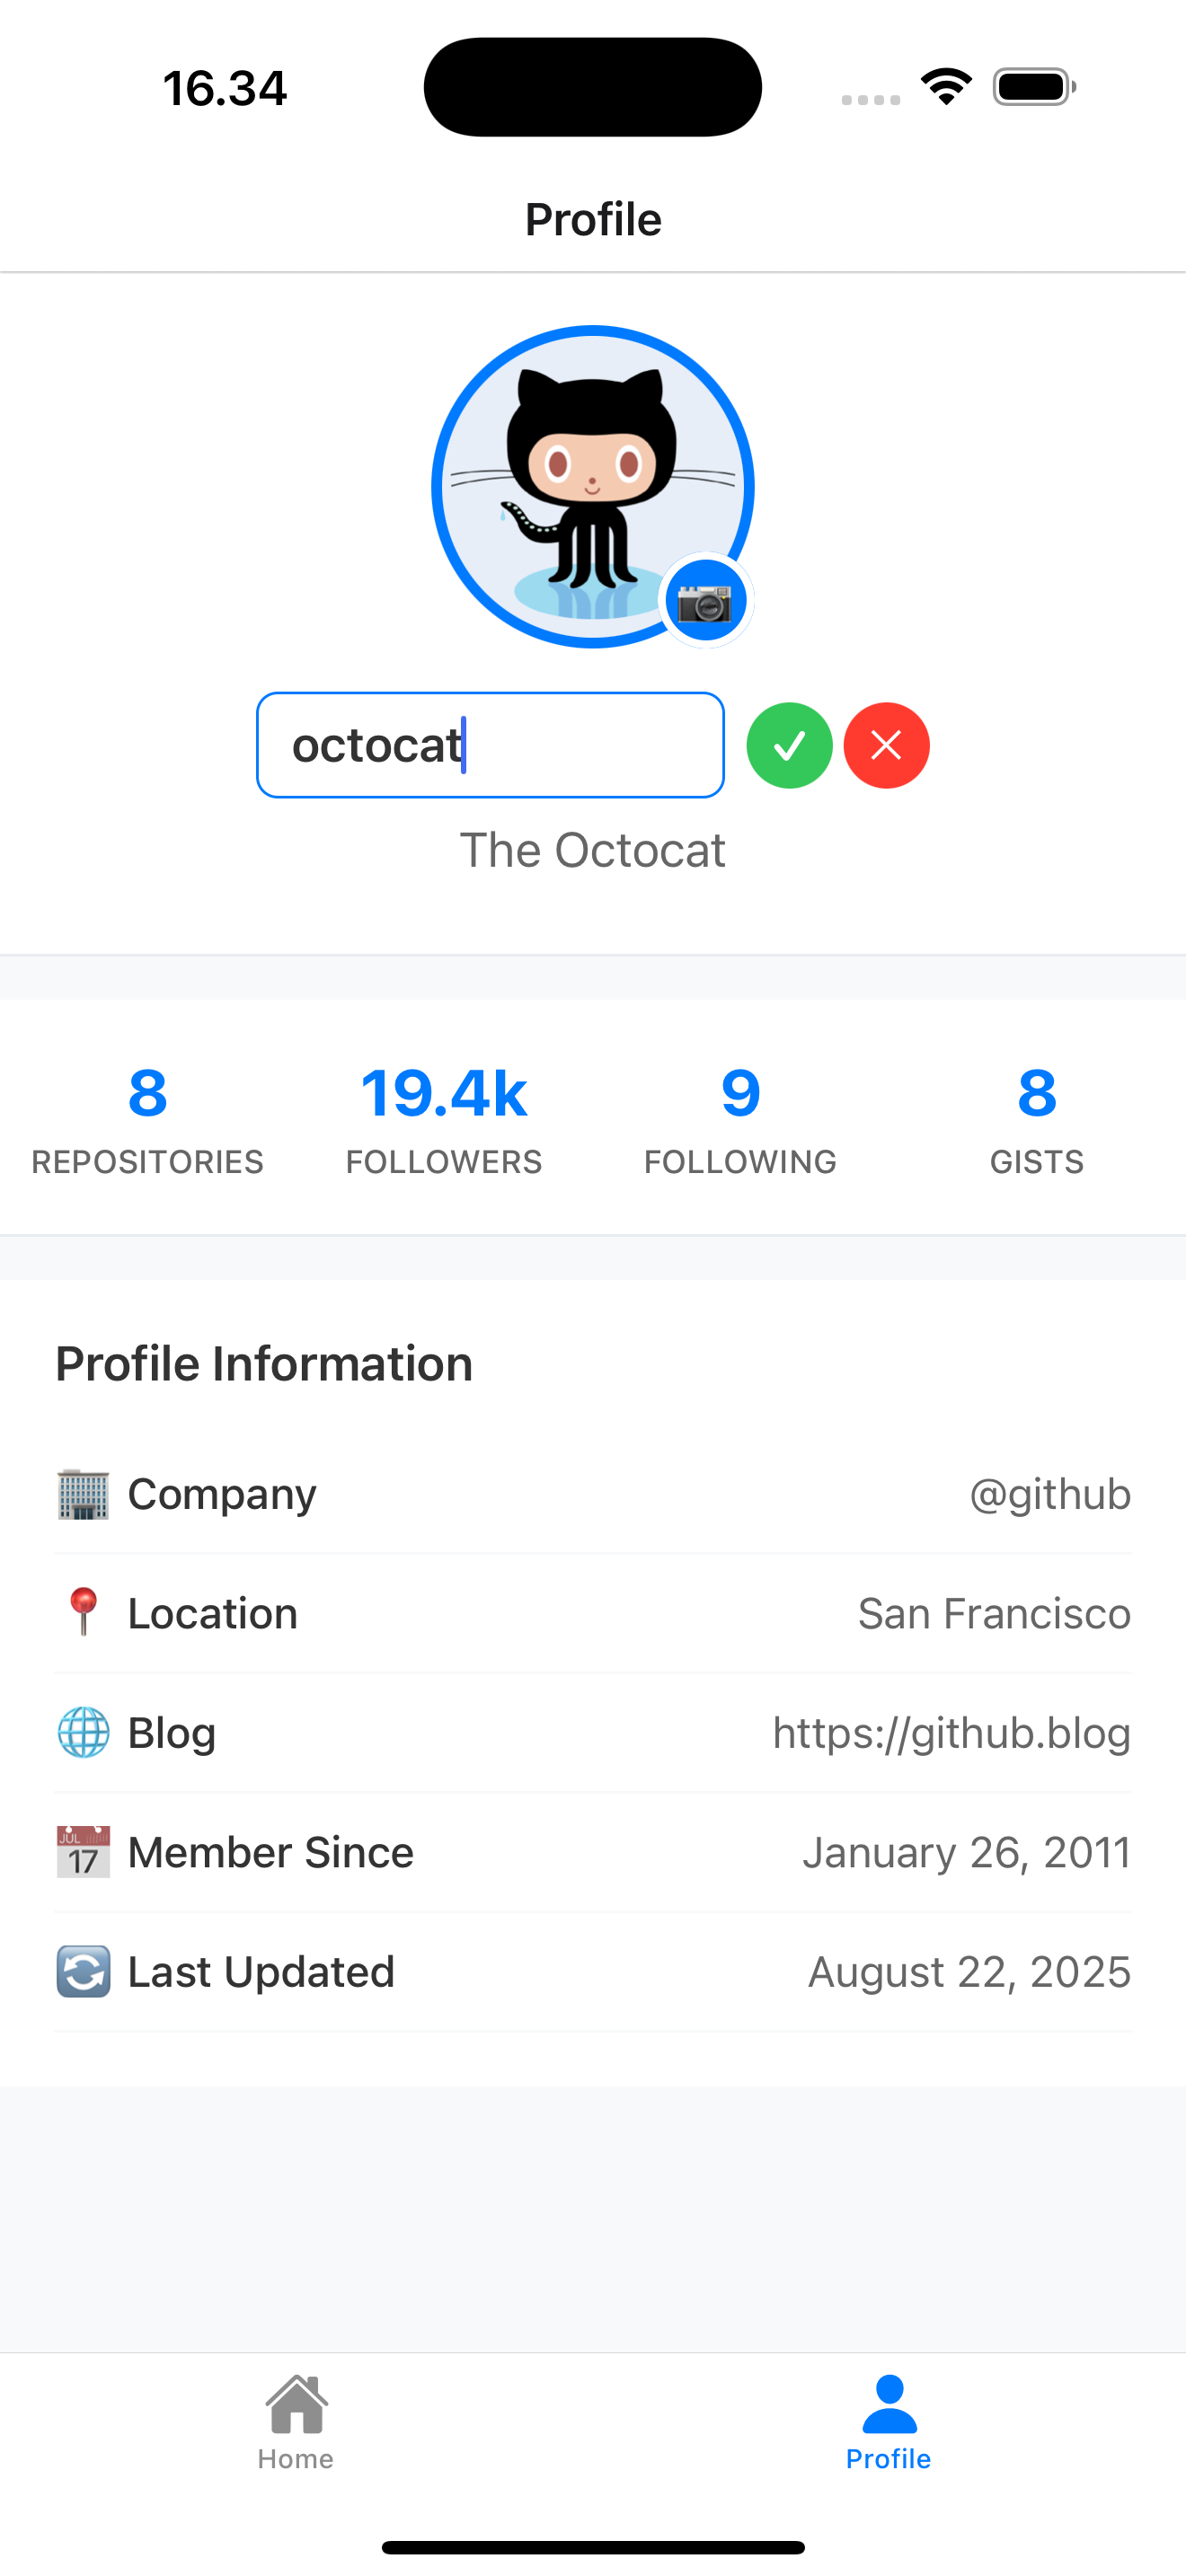 16.34
Profile
octocat
The Octocat
8 19.4k 9 8
REPOSITORIES FOLLOWERS FOLLOWING GISTS
Profile Information
Company @github
Location San Francisco
Blog https://github.blog
JUL 17 Member Since January 26, 2011
Last Updated August 22, 2025
Home Profile